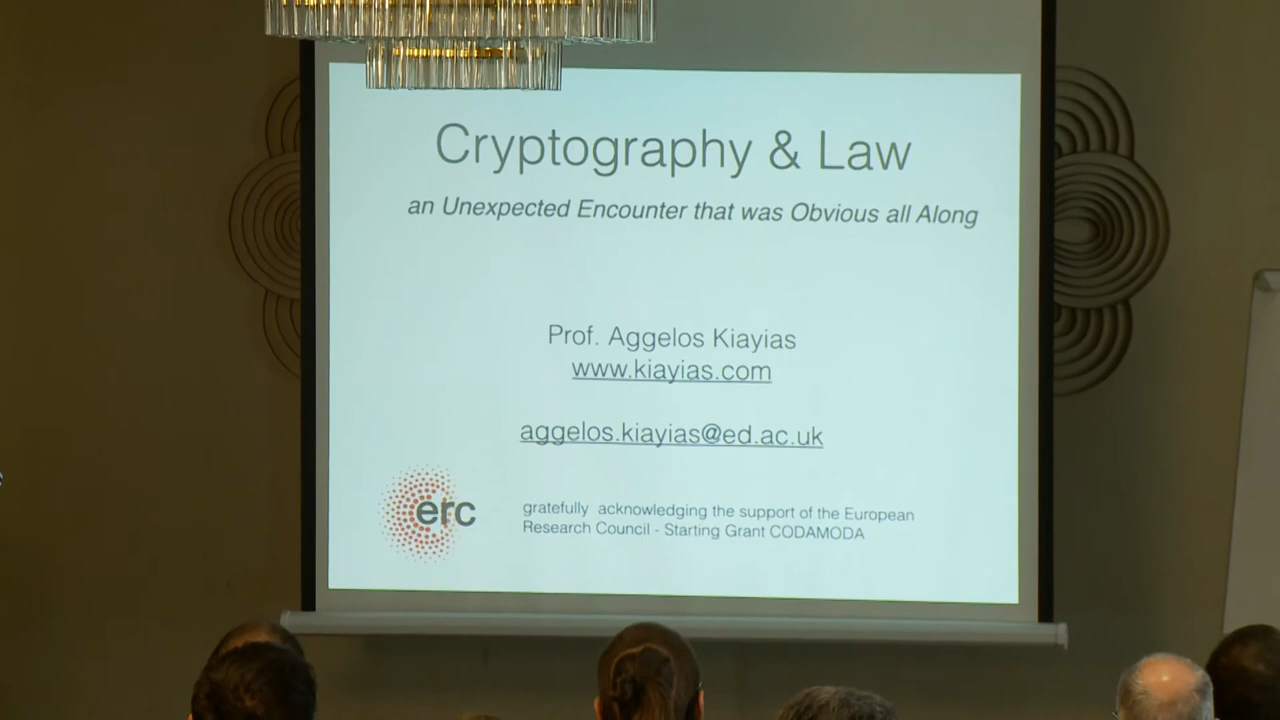 Cryptography & Law
an Unexpected Encounter that was Obvious all Along
Prof. Aggelos Kiayias
www.kiayias.com
aggelos.kiayias@ed.ac.uk
erc
gratefully acknowledging the support of the European
Research Council - Starting Grant CODAMODA